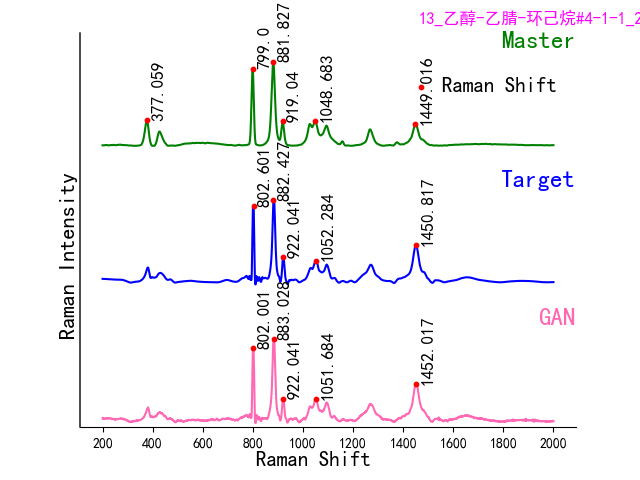 13_乙醇-乙腈-环己烷#4-1-1_2
Master
377.059
799.0
881.827
919.04
1048.683
1449.016
Raman Shift
Target
802.601
882.427
922.041
1052.284
1450.817
GAN
802.001
883.028
922.041
1051.684
1452.017
Raman Intensity
200 400 600 800 1000 1200 1400 1600 1800 2000
Raman Shift